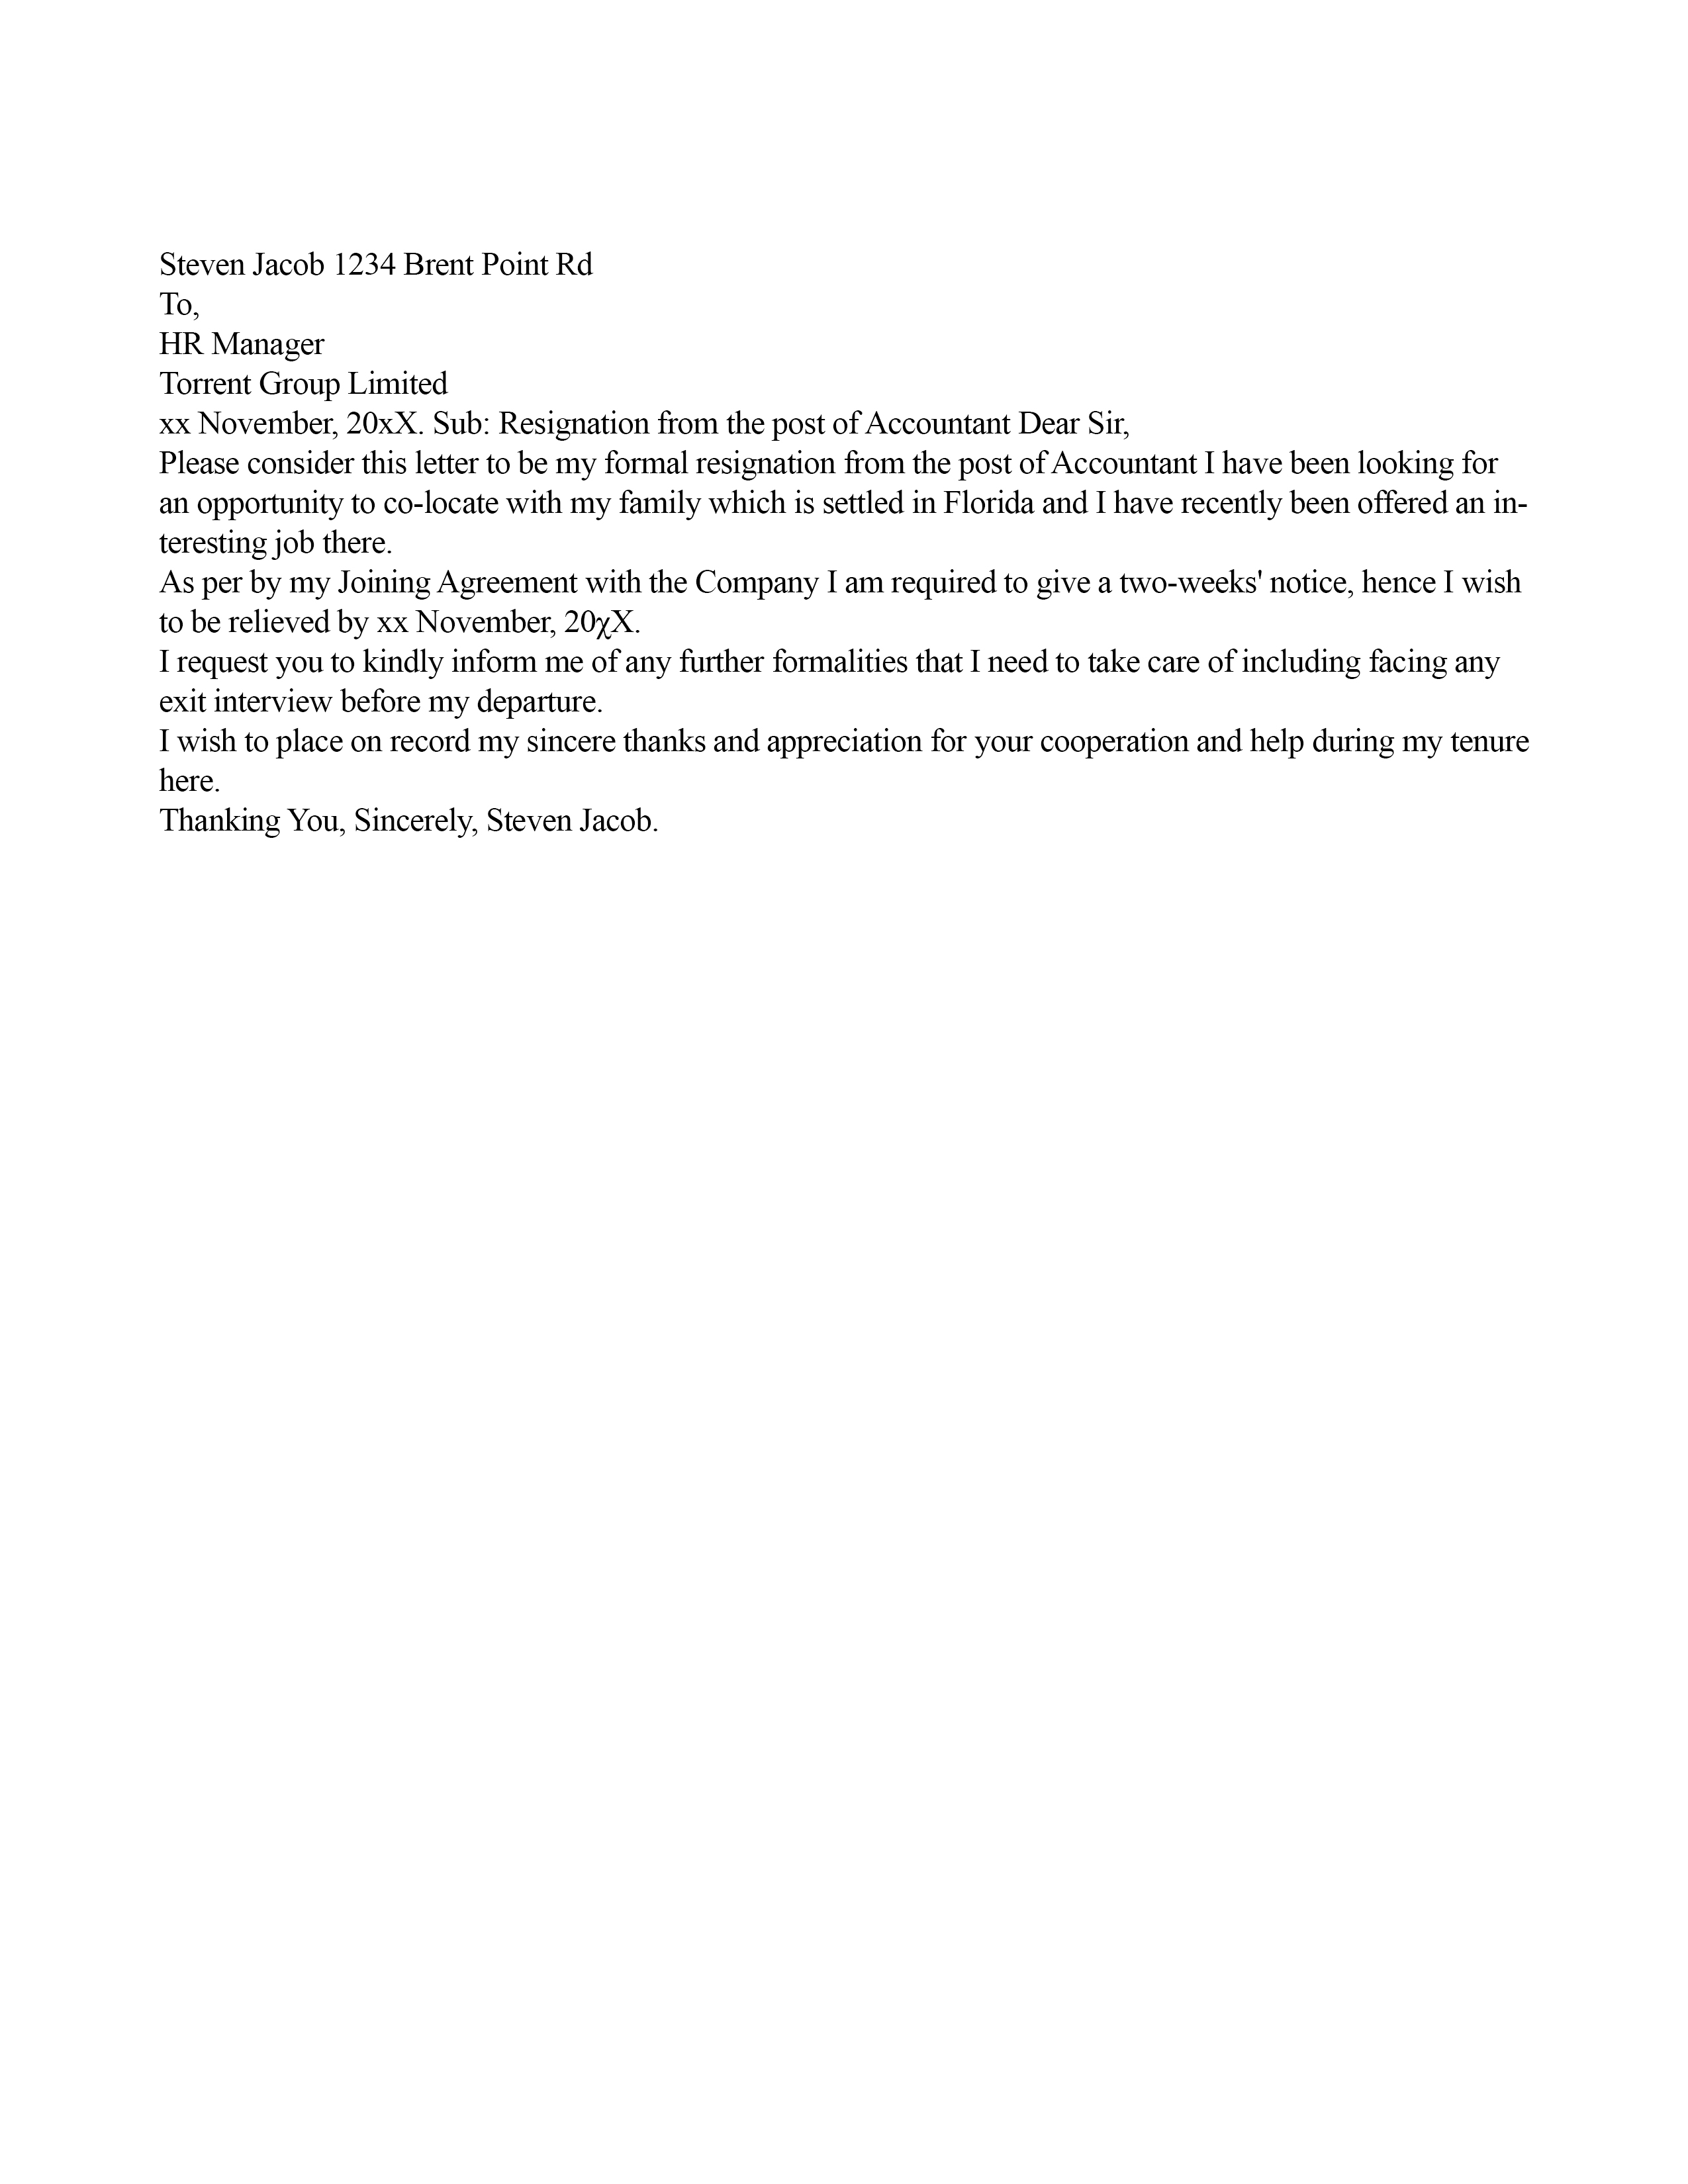 Steven Jacob 1234 Brent Point Rd
To,
HR Manager
Torrent Group Limited
xx November, 20xX. Sub: Resignation from the post of Accountant Dear Sir,
Please consider this letter to be my formal resignation from the post of Accountant I have been looking for
an opportunity to co-locate with my family which is settled in Florida and I have recently been offered an in-
teresting job there.
As per by my Joining Agreement with the Company I am required to give a two-weeks' notice, hence I wish
to be relieved by xx November, 20χX.
I request you to kindly inform me of any further formalities that I need to take care of including facing any
exit interview before my departure.
I wish to place on record my sincere thanks and appreciation for your cooperation and help during my tenure
here.
Thanking You, Sincerely, Steven Jacob.